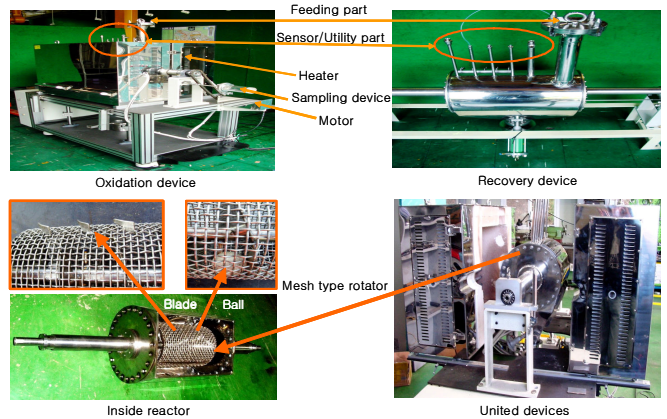 Feeding part
Sensor/Utility part
Heater
Sampling device
Motor
Oxidation device
Recovery device
Mesh type rotator
Blade
Ball
Inside reactor
United devices